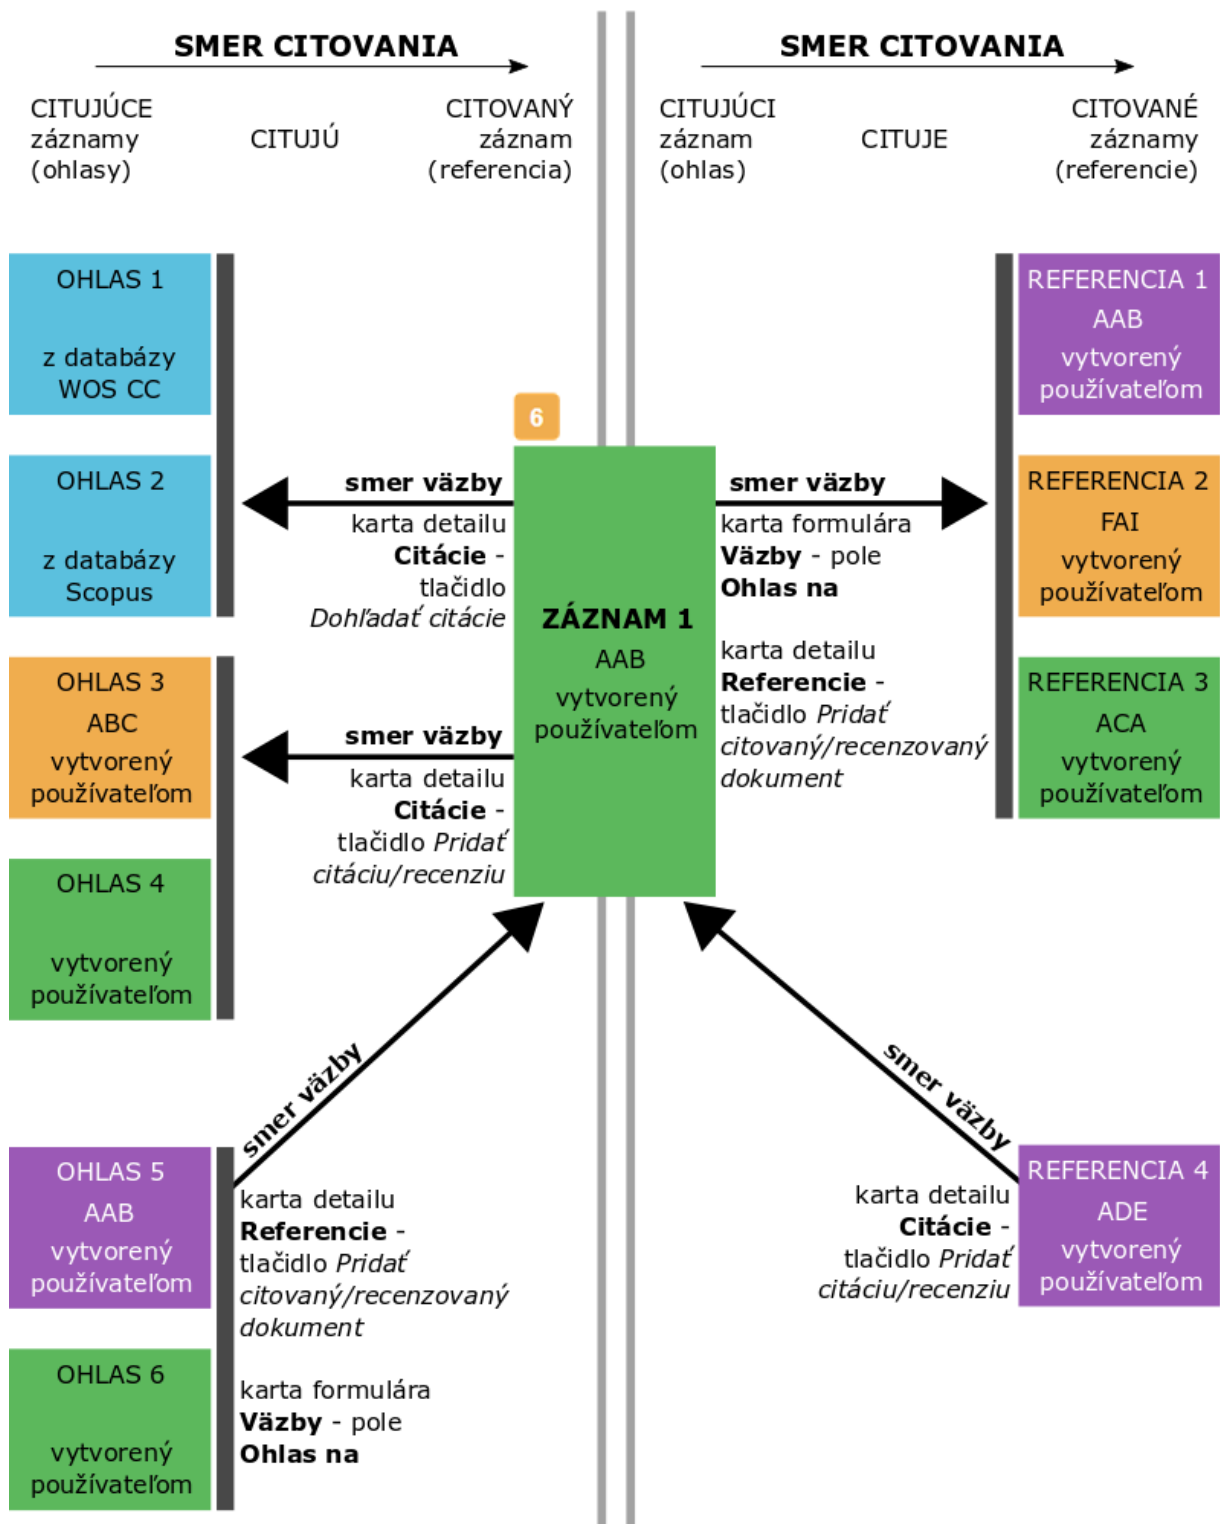 SMER CITOVANIA
CITUJÚCE
záznamy
(ohlasy)
CITUJÚ
CITOVANÝ
záznam
(referencia)
SMER CITOVANIA
CITUJÚCI
záznam
(ohlas)
CITUJE
CITOVANÉ
záznamy
(referencie)
OHLAS 1
z databázy
WOS CC
OHLAS 2
z databázy
Scopus
smer väzby
karta detailu
Citácie -
tlačidlo
Dohľadať citácie
OHLAS 3
ABC
vytvorený
používateľom
OHLAS 4
vytvorený
používateľom
smer väzby
karta detailu
Citácie -
tlačidlo Pridať
citáciu/recenziu
6
ZÁZNAM 1
AAB
vytvorený
používateľom
smer väzby
karta formulára
Väzby - pole
Ohlas na
karta detailu
Referencie -
tlačidlo Pridať
citovaný/recenzovaný
dokument
REFERENCIA 1
AAB
vytvorený
používateľom
REFERENCIA 2
FAI
vytvorený
používateľom
REFERENCIA 3
ACA
vytvorený
používateľom
smer väzby
OHLAS 5
AAB
vytvorený
používateľom
OHLAS 6
vytvorený
používateľom
karta detailu
Referencie -
tlačidlo Pridať
citovaný/recenzovaný
dokument
karta formulára
Väzby - pole
Ohlas na
smer väzby
karta detailu
Citácie -
tlačidlo Pridať
citáciu/recenziu
REFERENCIA 4
ADE
vytvorený
používateľom